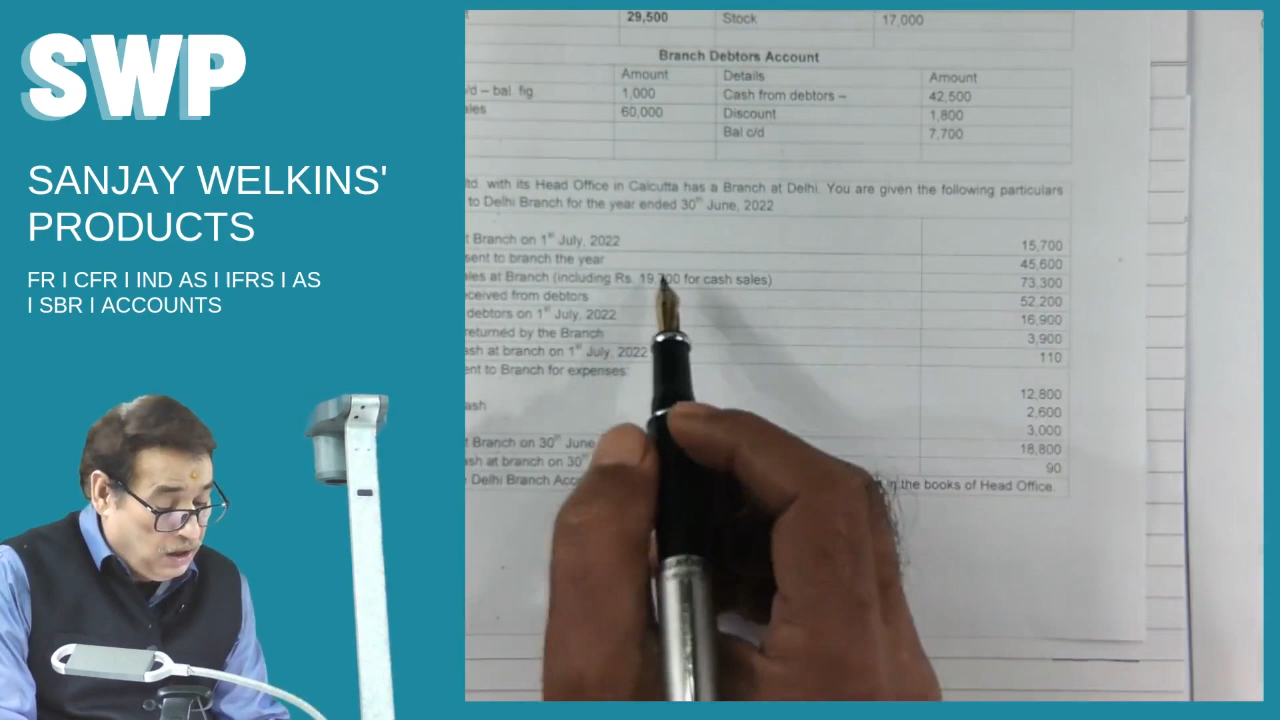 SWP
SANJAY WELKINS'
PRODUCTS
FR I CFR I IND AS I IFRS I AS
I SBR I ACCOUNTS
29,500 Stock 17,000
Branch Debtors Account
Amount Details Amount
/d – bal. fig. 1,000 Cash from debtors – 42,500
ales 60,000 Discount 1,800
Bal c/d 7,700
ltd. with its Head Office in Calcutta has a Branch at Delhi. You are given the following particulars
to Delhi Branch for the year ended 30th June, 2022
t Branch on 1st July, 2022 15,700
sent to branch the year 45,600
ales at Branch (including Rs. 19,700 for cash sales) 73,300
ceived from debtors 52,200
debtors on 1st July, 2022 16,900
returned by the Branch 3,900
ash at branch on 1st July, 2022 110
ent to Branch for expenses:
12,800
ash 2,600
3,000
t Branch on 30th June 18,800
ash at branch on 30th 90
Delhi Branch Acc in the books of Head Office.